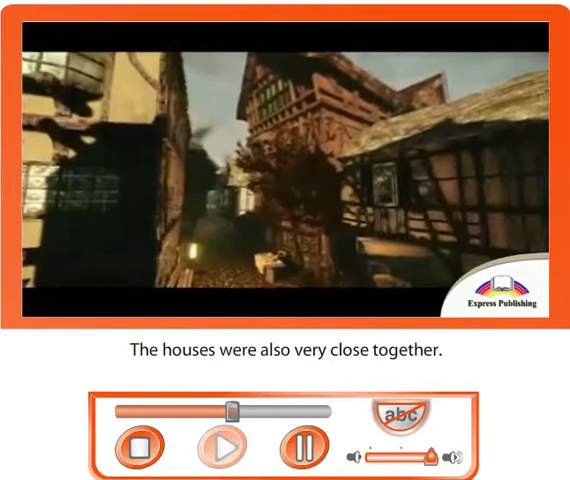 Express Publishing
The houses were also very close together.
abc